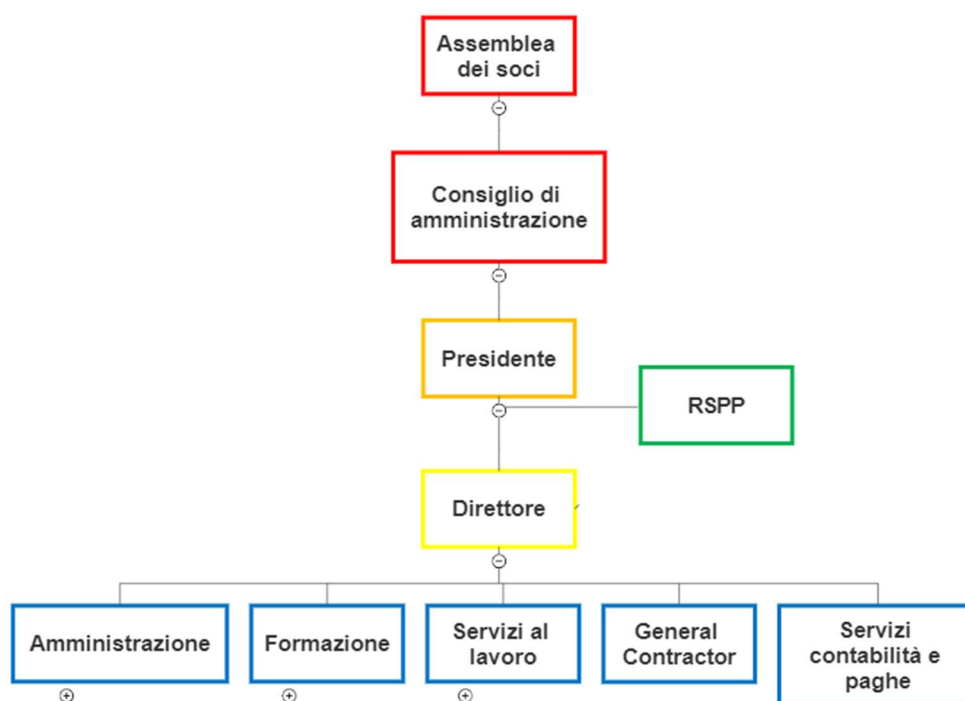 Assemblea
dei soci
Consiglio di
amministrazione
Presidente
RSPP
Direttore
Amministrazione
Formazione
Servizi al
lavoro
General
Contractor
Servizi
contabilità e
paghe